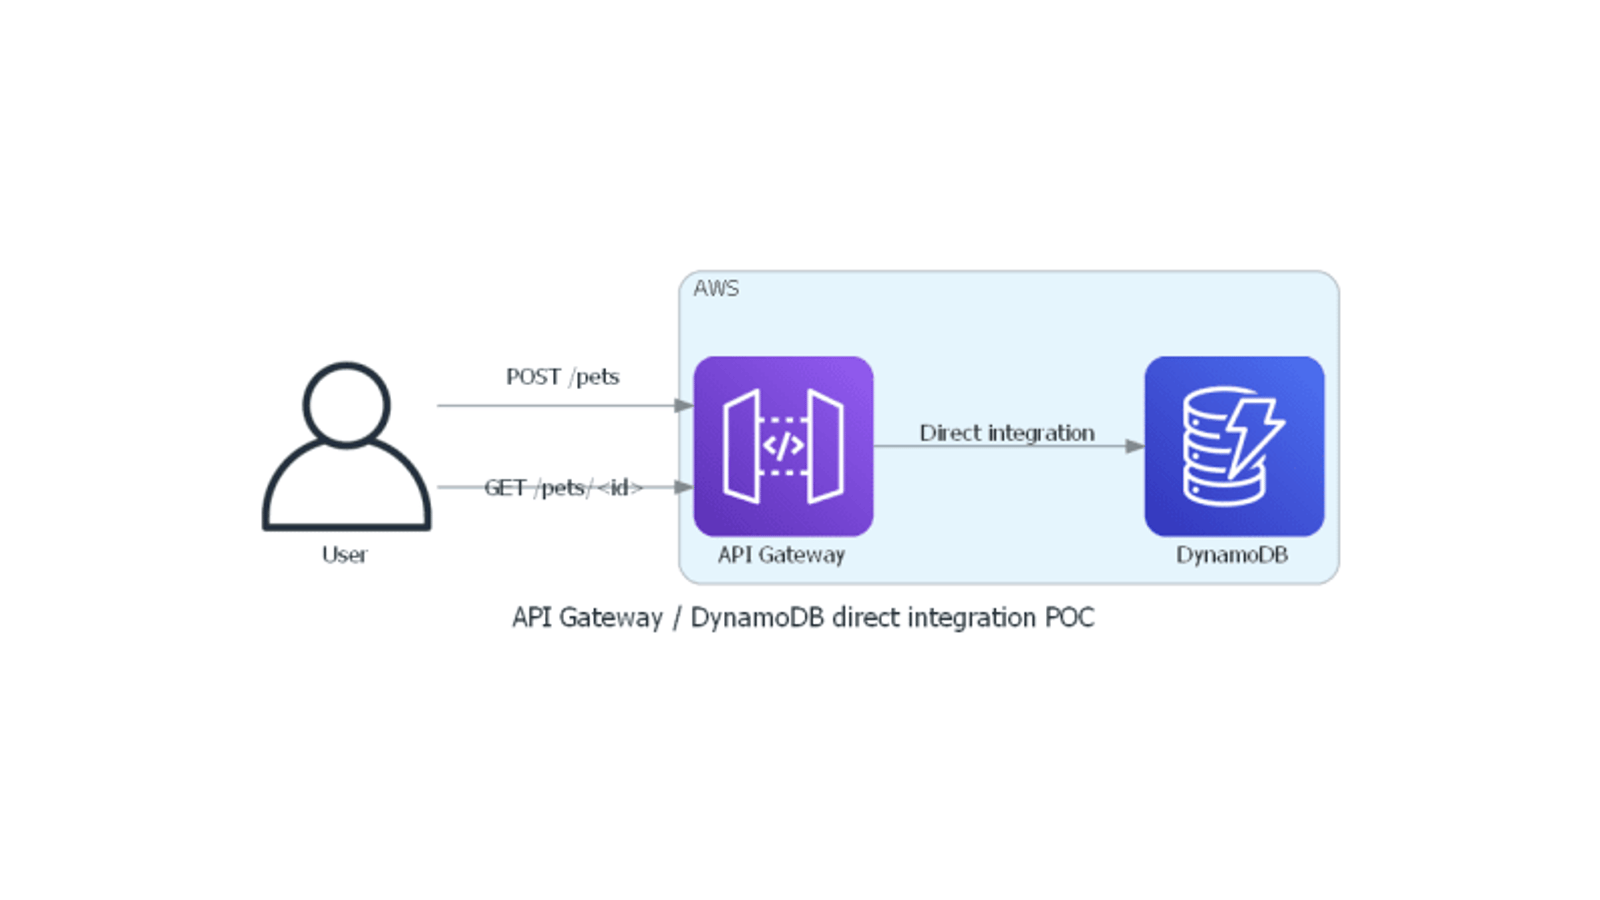 AWS
POST /pets
</>
Direct integration
GET /pets/<id>
User
API Gateway
DynamoDB
API Gateway / DynamoDB direct integration POC